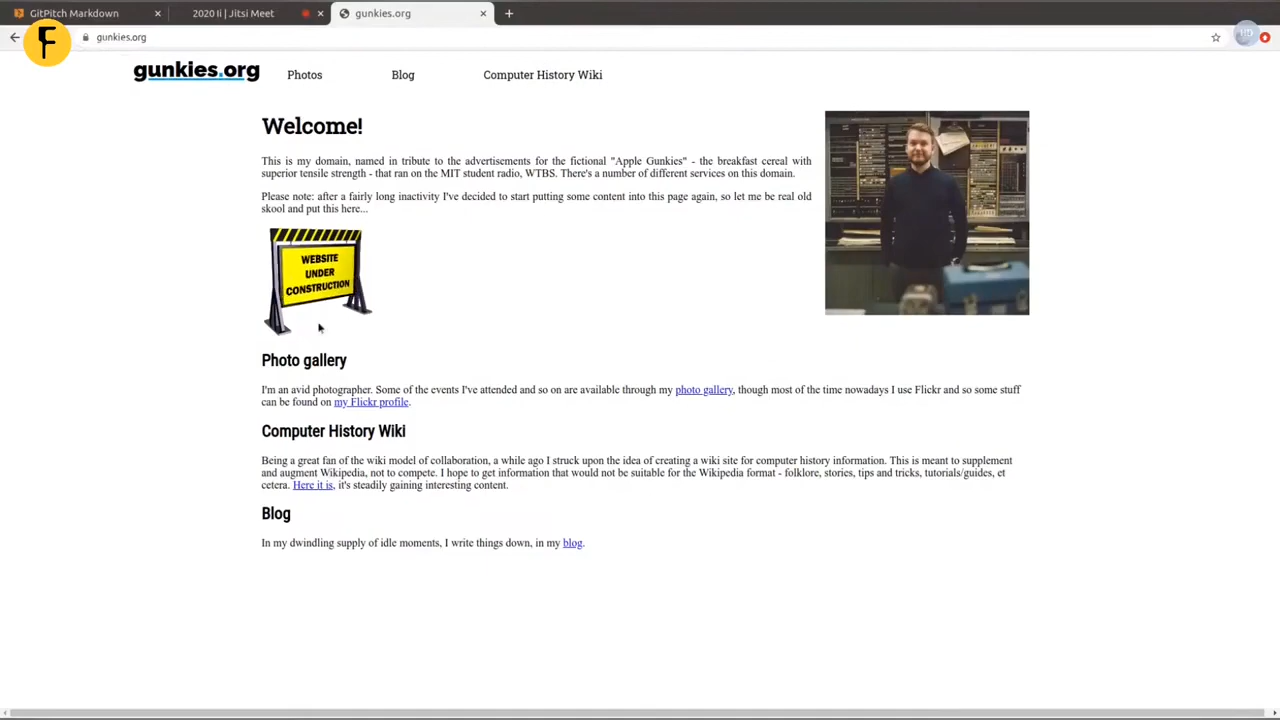 GitPitch Markdown
2020 Ii | Jitsi Meet
gunkies.org
F
gunkies.org
gunkies.org
Photos
Blog
Computer History Wiki
Welcome!
This is my domain, named in tribute to the advertisements for the fictional "Apple Gunkies" - the breakfast cereal with
superior tensile strength - that ran on the MIT student radio, WTBS. There's a number of different services on this domain.
Please note: after a fairly long inactivity I've decided to start putting some content into this page again, so let me be real old
skool and put this here...
WEBSITE
UNDER
CONSTRUCTION
Photo gallery
I'm an avid photographer. Some of the events I've attended and so on are available through my photo gallery, though most of the time nowadays I use Flickr and so some stuff
can be found on my Flickr profile.
Computer History Wiki
Being a great fan of the wiki model of collaboration, a while ago I struck upon the idea of creating a wiki site for computer history information. This is meant to supplement
and augment Wikipedia, not to compete. I hope to get information that would not be suitable for the Wikipedia format - folklore, stories, tips and tricks, tutorials/guides, et
cetera. Here it is, it's steadily gaining interesting content.
Blog
In my dwindling supply of idle moments, I write things down, in my blog.